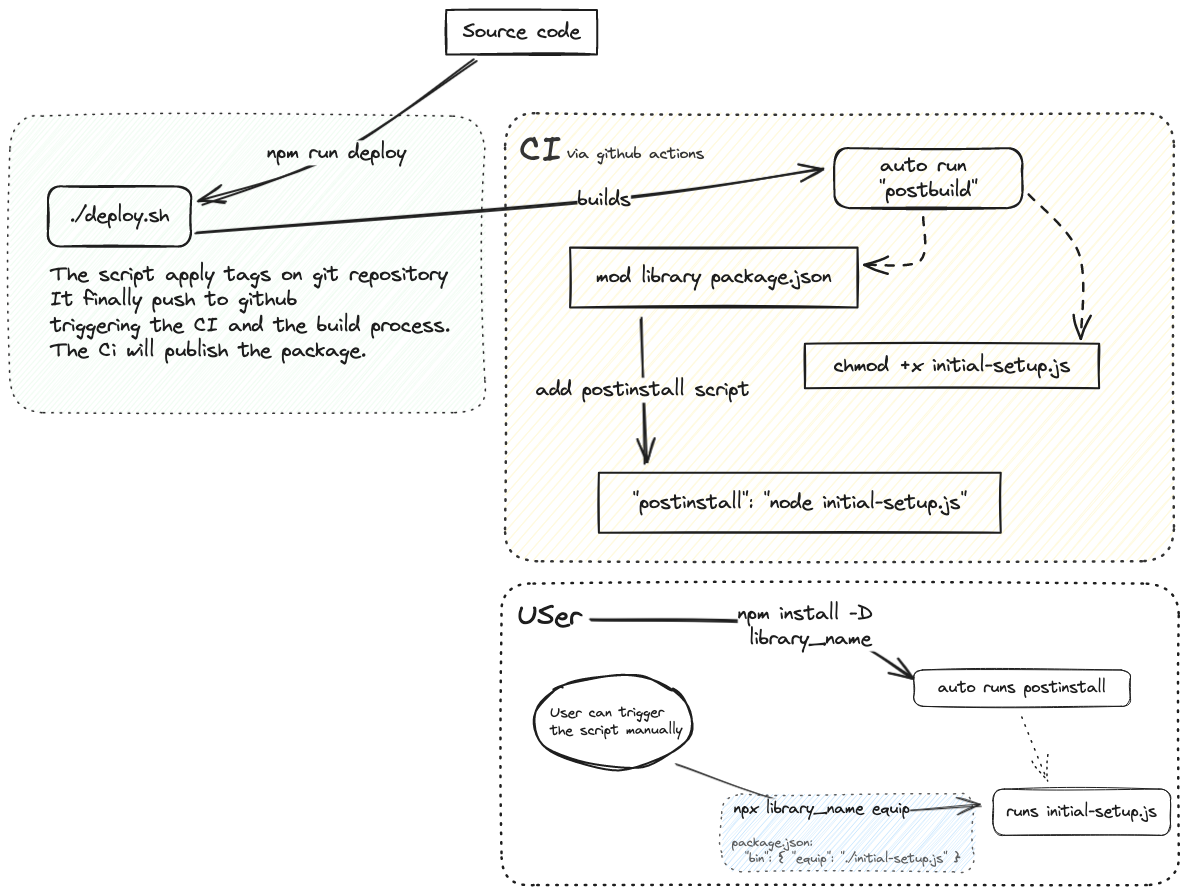 Source code
npm run deploy
./deploy.sh
The script apply tags on git repository
It finally push to github
triggering the CI and the build process.
The Ci will publish the package.
CI via github actions
builds
auto run
"postbuild"
mod library package.json
chmod +x initial-setup.js
add postinstall script
"postinstall": "node initial-setup.js"
USer
npm install -D
library_name
auto runs postinstall
User can trigger
the script manually
npx library_name equip
runs initial-setup.js
package.json:
"bin": { "equip": "./initial-setup.js" }